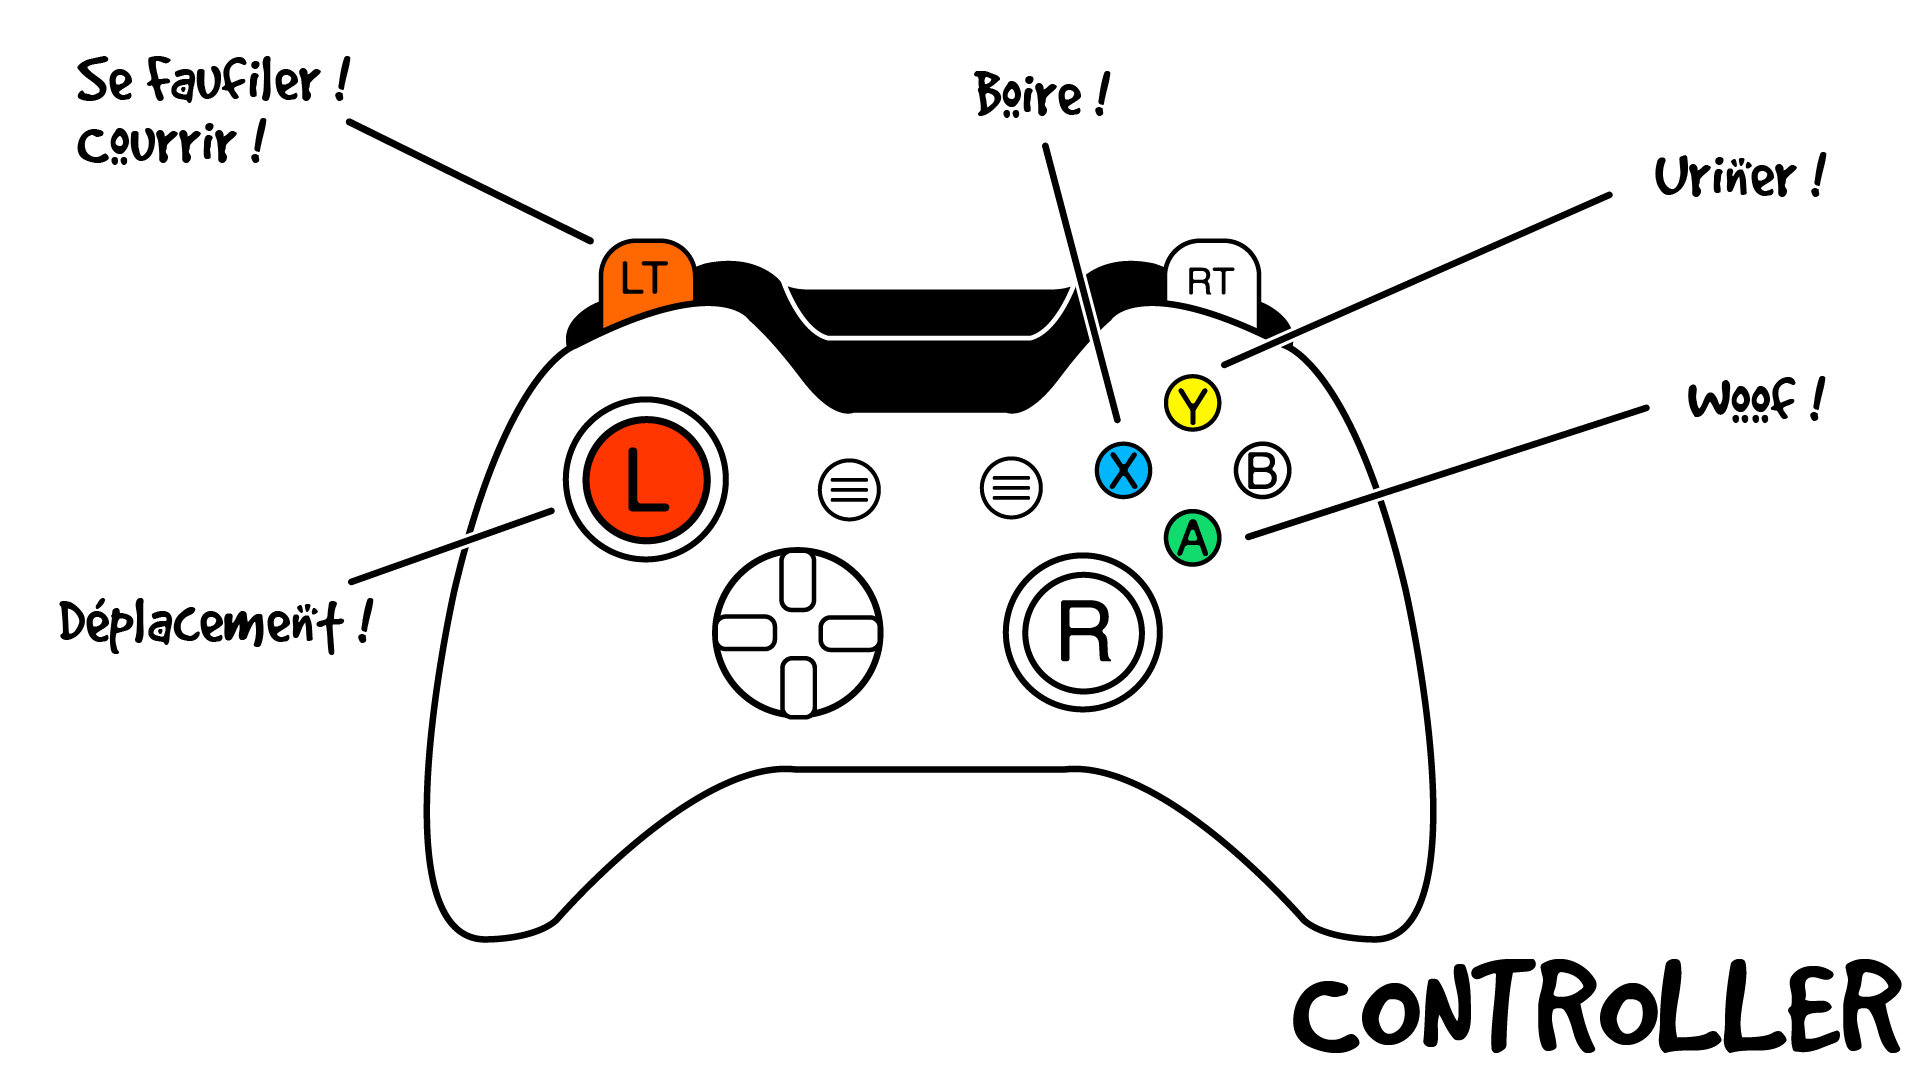 Se faufiler !
courrir !
Boire !
Uriner !
LT
RT
Y
Woof !
L
X
B
A
Déplacement !
R
CONTROLLER